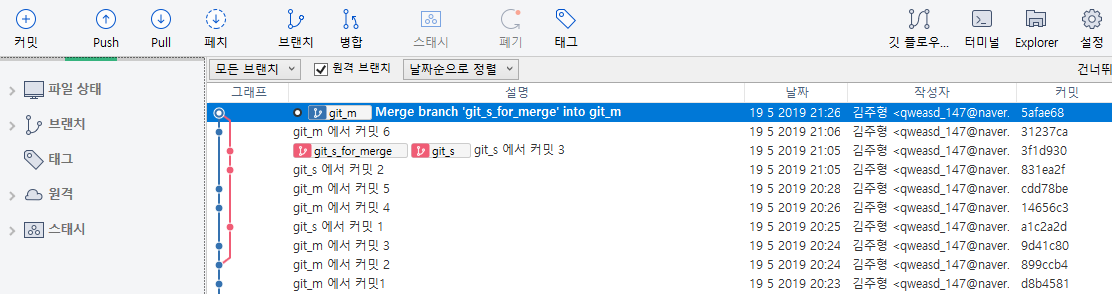 커밋 Push Pull 패치 브랜치 병합 스태시 폐기 태그 깃 플로우... 터미널 Explorer 설정
모든 브랜치 원격 브랜치 날짜순으로 정렬 건너뛰
파일 상태
브랜치
태그
원격
스태시
그래프 설명 날짜 작성자 커밋
git_m Merge branch 'git_s_for_merge' into git_m 19 5 2019 21:26 김주형 <qweasd_147@naver. 5afae68
git_m 에서 커밋 6 19 5 2019 21:06 김주형 <qweasd_147@naver. 31237ca
git_s_for_merge git_s git_s 에서 커밋 3 19 5 2019 21:05 김주형 <qweasd_147@naver. 3f1d930
git_s 에서 커밋 2 19 5 2019 21:05 김주형 <qweasd_147@naver. 831ea2f
git_m 에서 커밋 5 19 5 2019 20:28 김주형 <qweasd_147@naver. cdd78be
git_m 에서 커밋 4 19 5 2019 20:26 김주형 <qweasd_147@naver. 14656c3
git_s 에서 커밋 1 19 5 2019 20:25 김주형 <qweasd_147@naver. a1c2a2d
git_m 에서 커밋 3 19 5 2019 20:24 김주형 <qweasd_147@naver. 9d41c80
git_m 에서 커밋 2 19 5 2019 20:24 김주형 <qweasd_147@naver. 899ccb4
git_m 에서 커밋1 19 5 2019 20:23 김주형 <qweasd_147@naver. d8b4581